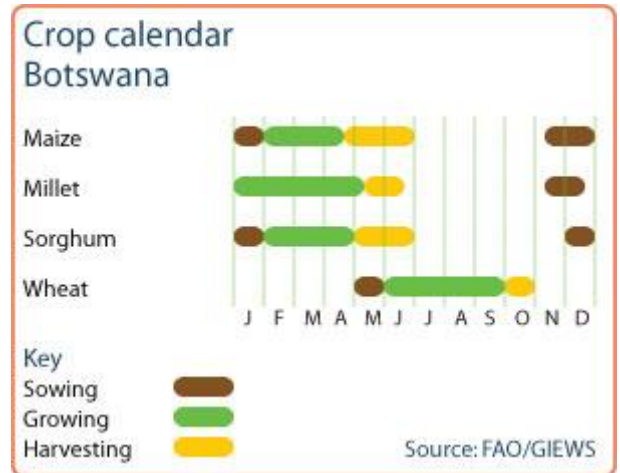 Crop calendar
Botswana
Maize
Millet
Sorghum
Wheat
J F M A M J J A S O N D
Key
Sowing
Growing
Harvesting
Source: FAO/GIEWS